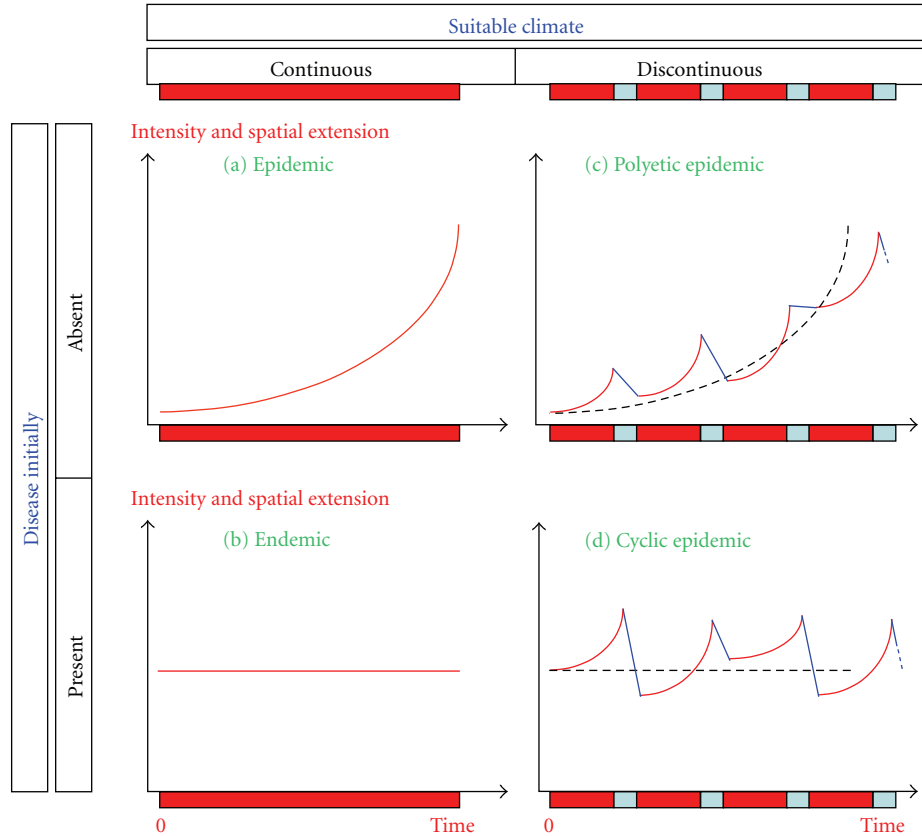 Suitable climate
Continuous
Discontinuous
Intensity and spatial extension
(a) Epidemic
(c) Polyetic epidemic
Disease initially
Absent
Intensity and spatial extension
(b) Endemic
(d) Cyclic epidemic
Present
0
Time
0
Time